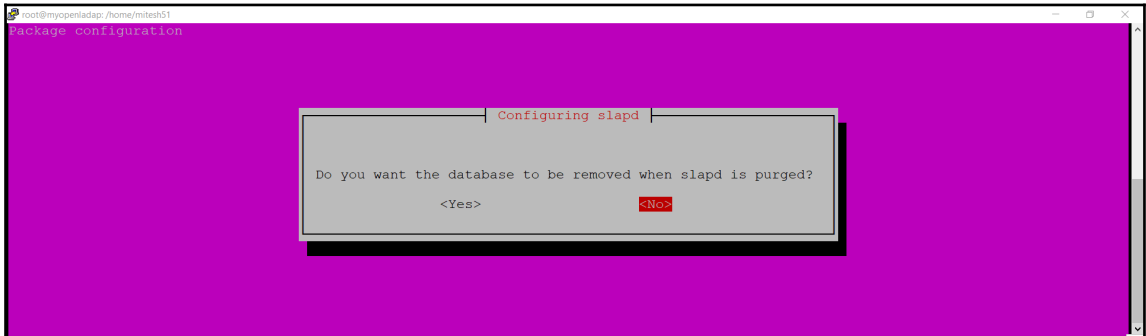 root@myopenladap: /home/mitesh51
Package configuration
Configuring slapd
Do you want the database to be removed when slapd is purged?
<Yes> <No>